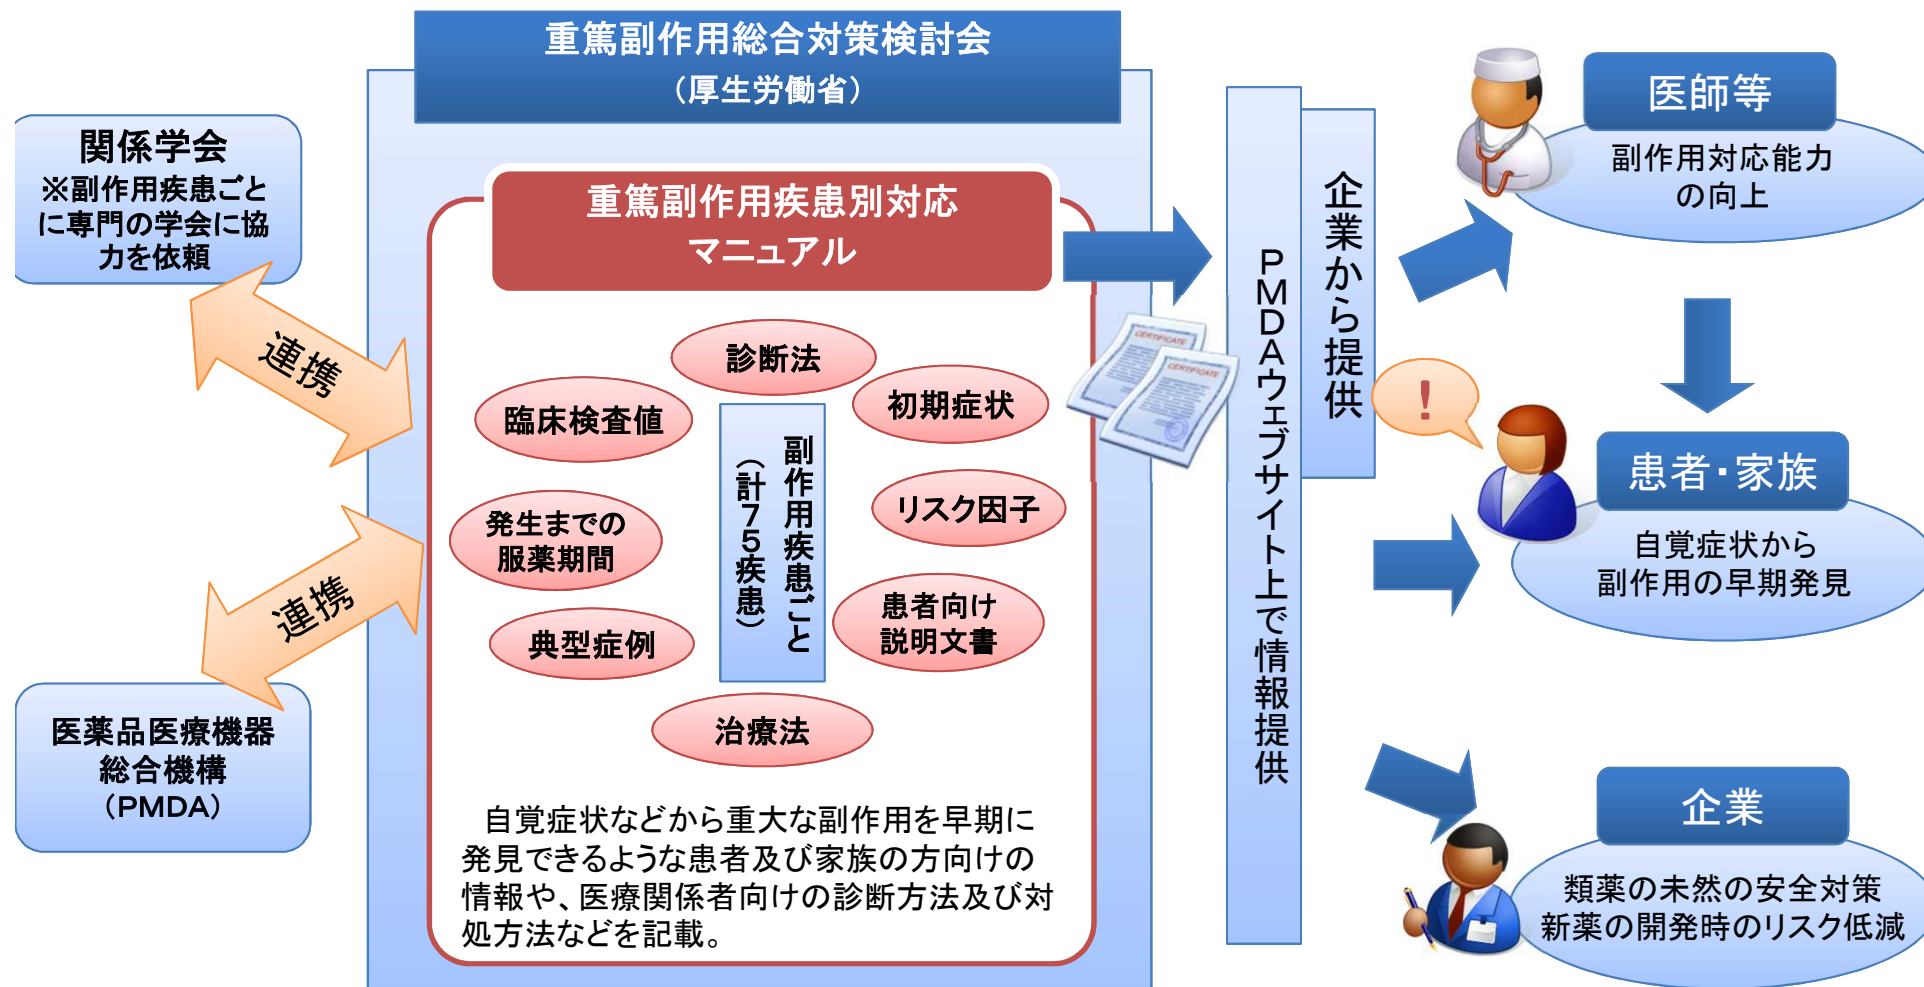 重篤副作用総合対策検討会
（厚生労働省）
関係学会
※副作用疾患ごと
に専門の学会に協
力を依頼
連携
連携
医薬品医療機器
総合機構
（PMDA）
重篤副作用疾患別対応
マニュアル
診断法
臨床検査値
初期症状
副作用疾患ごと
（計７５疾患）
リスク因子
発生までの
服薬期間
患者向け
説明文書
典型症例
治療法
自覚症状などから重大な副作用を早期に
発見できるような患者及び家族の方向けの
情報や、医療関係者向けの診断方法及び対
処方法などを記載。
CERTIFICATE
CERTIFICATE
ＰＭＤＡウェブサイト上で情報提供
企業から提供
医師等
副作用対応能力
の向上
！
患者・家族
自覚症状から
副作用の早期発見
企業
類薬の未然の安全対策
新薬の開発時のリスク低減